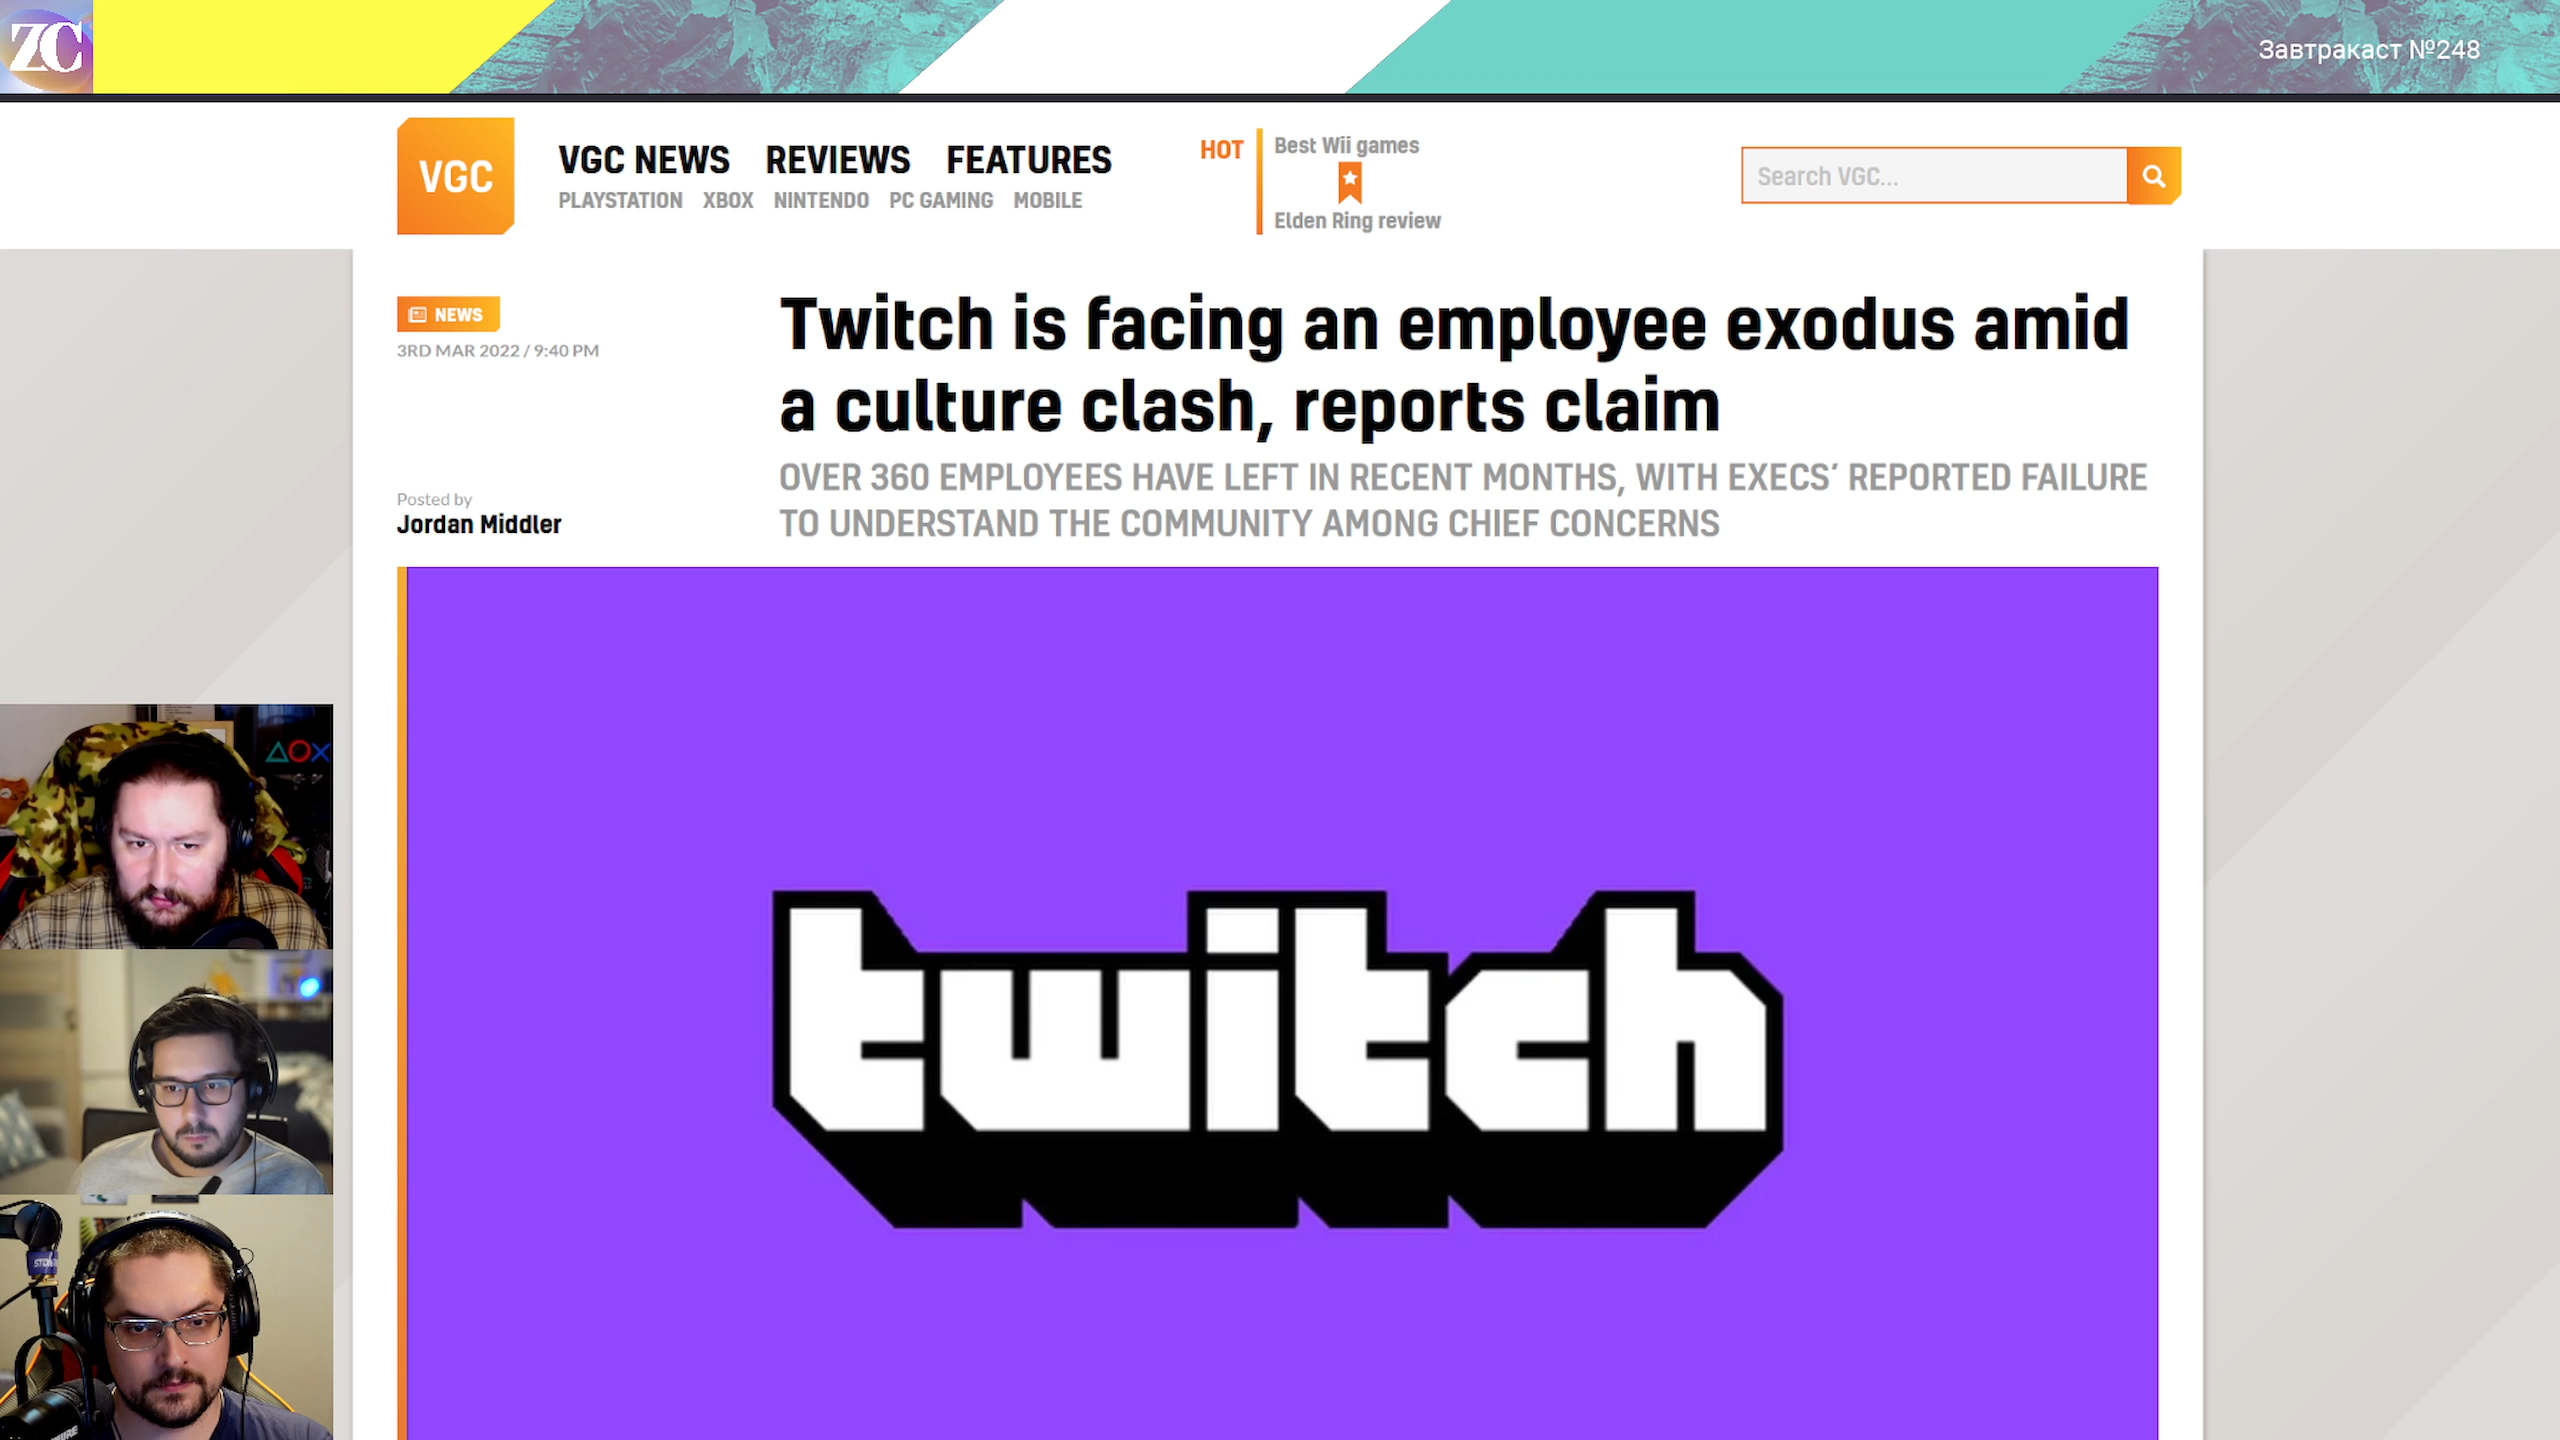 ZC
Завтракаст №248
VGC
VGC NEWS REVIEWS FEATURES
PLAYSTATION XBOX NINTENDO PC GAMING MOBILE
HOT
Best Wii games
Elden Ring review
Search VGC...
NEWS
3RD MAR 2022 / 9:40 PM
Twitch is facing an employee exodus amid
a culture clash, reports claim
OVER 360 EMPLOYEES HAVE LEFT IN RECENT MONTHS, WITH EXECS’ REPORTED FAILURE
TO UNDERSTAND THE COMMUNITY AMONG CHIEF CONCERNS
Posted by
Jordan Middler
twitch